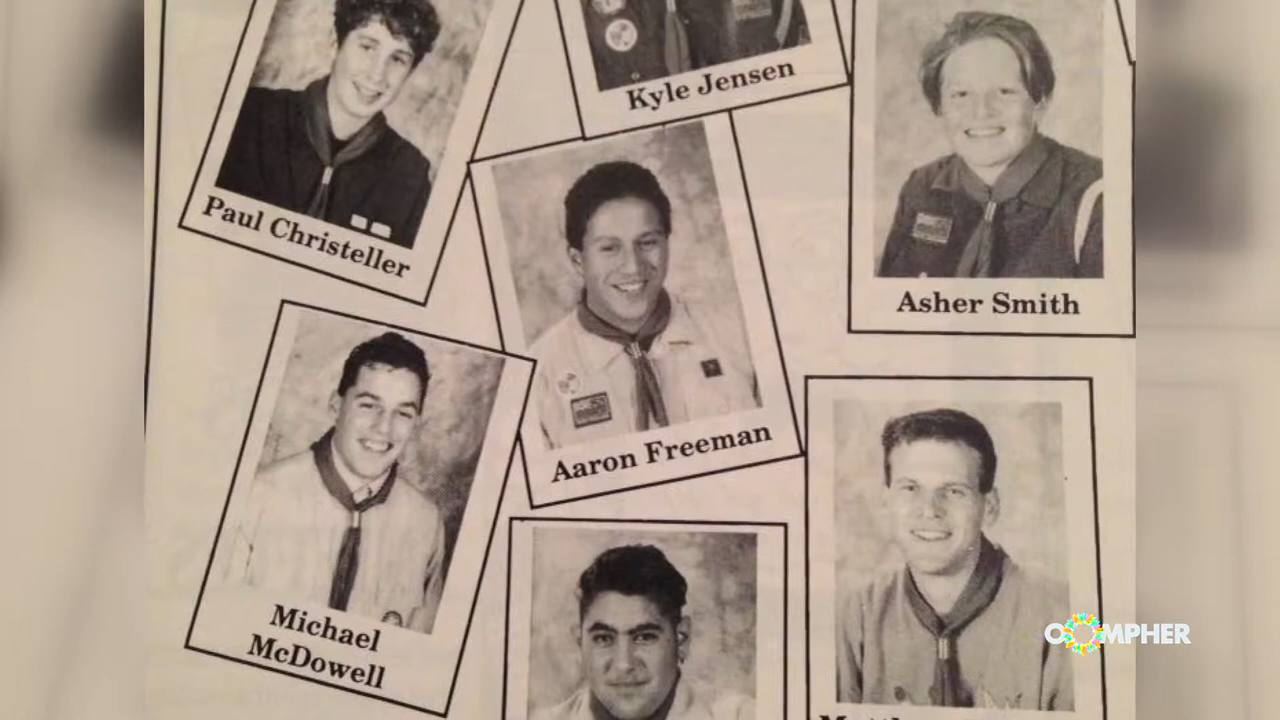 Kyle Jensen
Paul Christeller
Asher Smith
Aaron Freeman
Michael
McDowell
OOMPHER